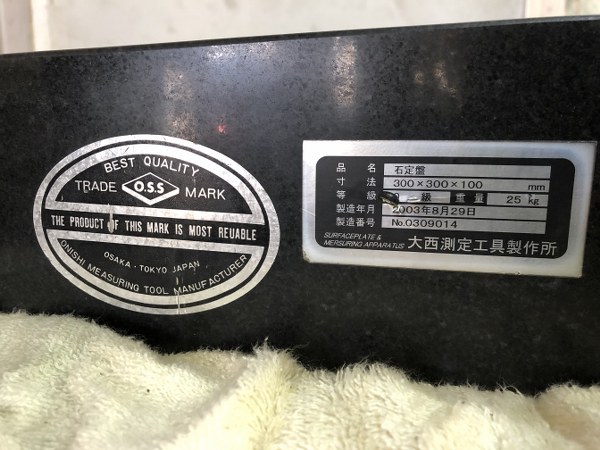 BEST QUALITY
TRADE O.S.S MARK
THE PRODUCT OF THIS MARK IS MOST REUABLE
OSAKA・TOKYO JAPAN
ONISHI MEASURING TOOL MANUFACTURER
品名 石定盤
寸法 300×300×100 mm
等級 級 重量 25 kg
製造年月 2003年8月29日
製造番号 No.0309014
SURFACEPLATE &
MERSURING APPARATUS 大西測定工具製作所